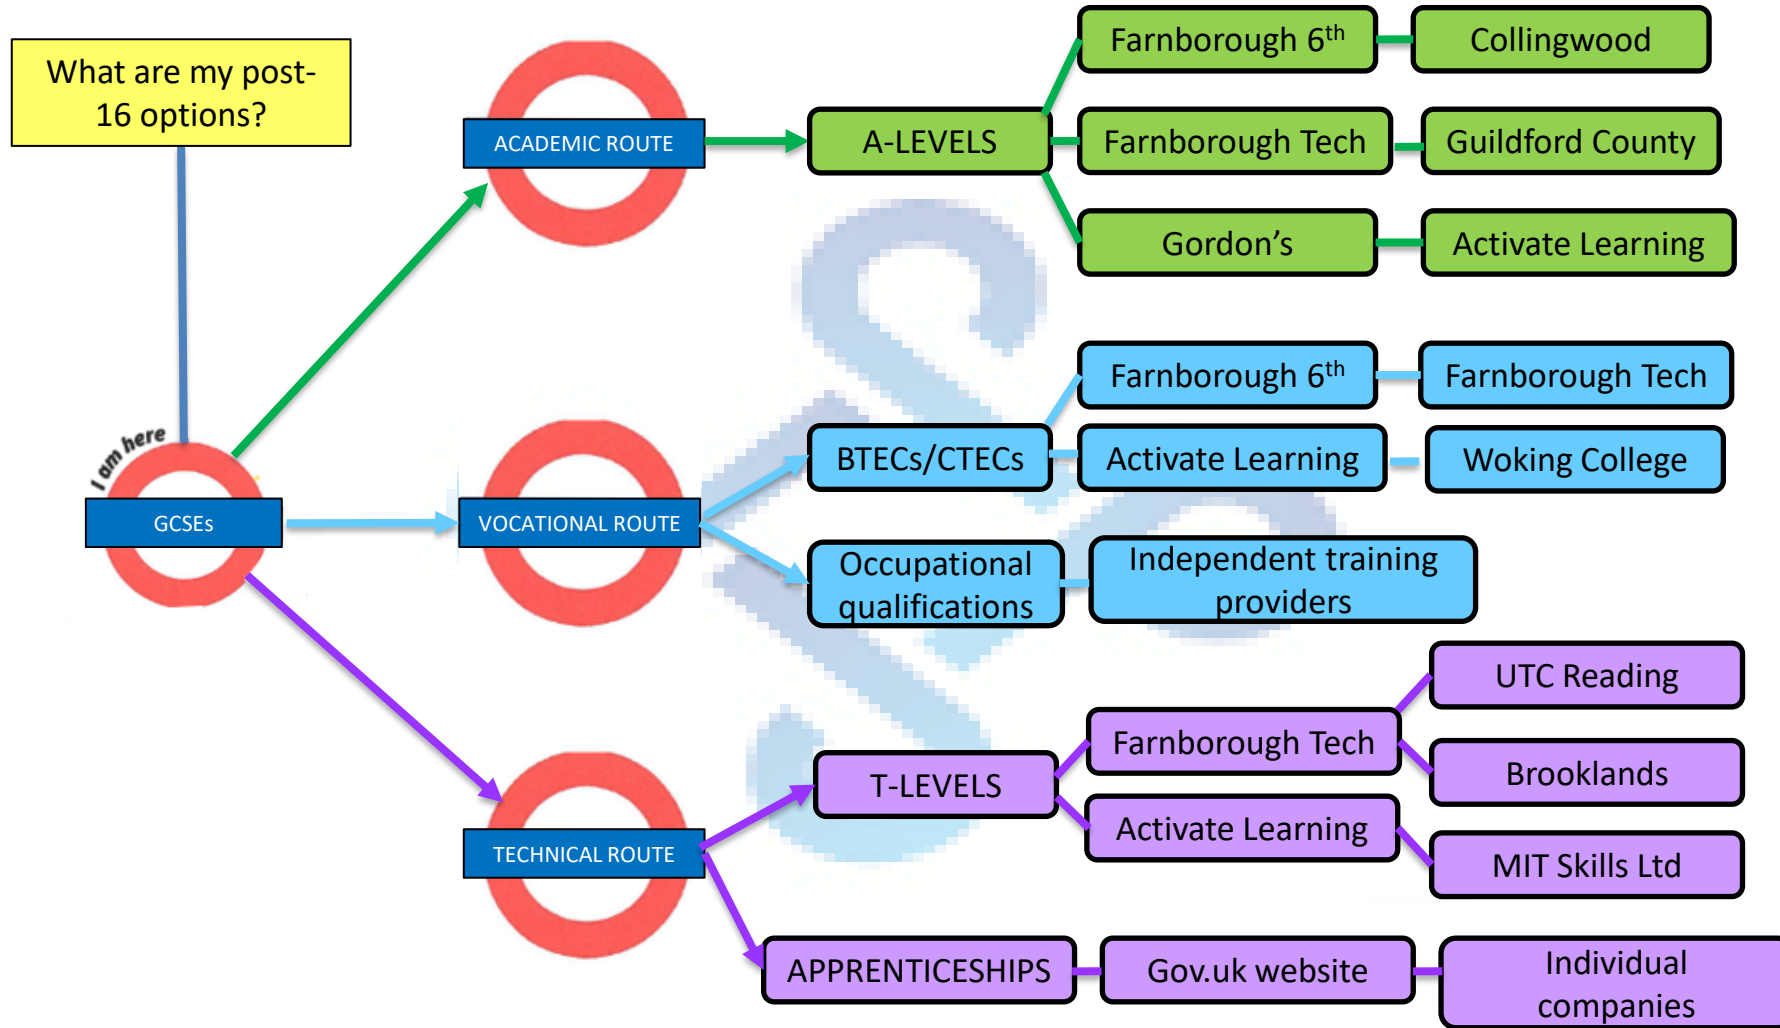 What are my post-
16 options?
I am here
GCSEs
ACADEMIC ROUTE
A-LEVELS
Farnborough 6th
Collingwood
Farnborough Tech
Guildford County
Gordon’s
Activate Learning
VOCATIONAL ROUTE
BTECs/CTECs
Farnborough 6th
Farnborough Tech
Activate Learning
Woking College
Occupational
qualifications
Independent training
providers
TECHNICAL ROUTE
T-LEVELS
Farnborough Tech
UTC Reading
Brooklands
Activate Learning
MIT Skills Ltd
APPRENTICESHIPS
Gov.uk website
Individual
companies